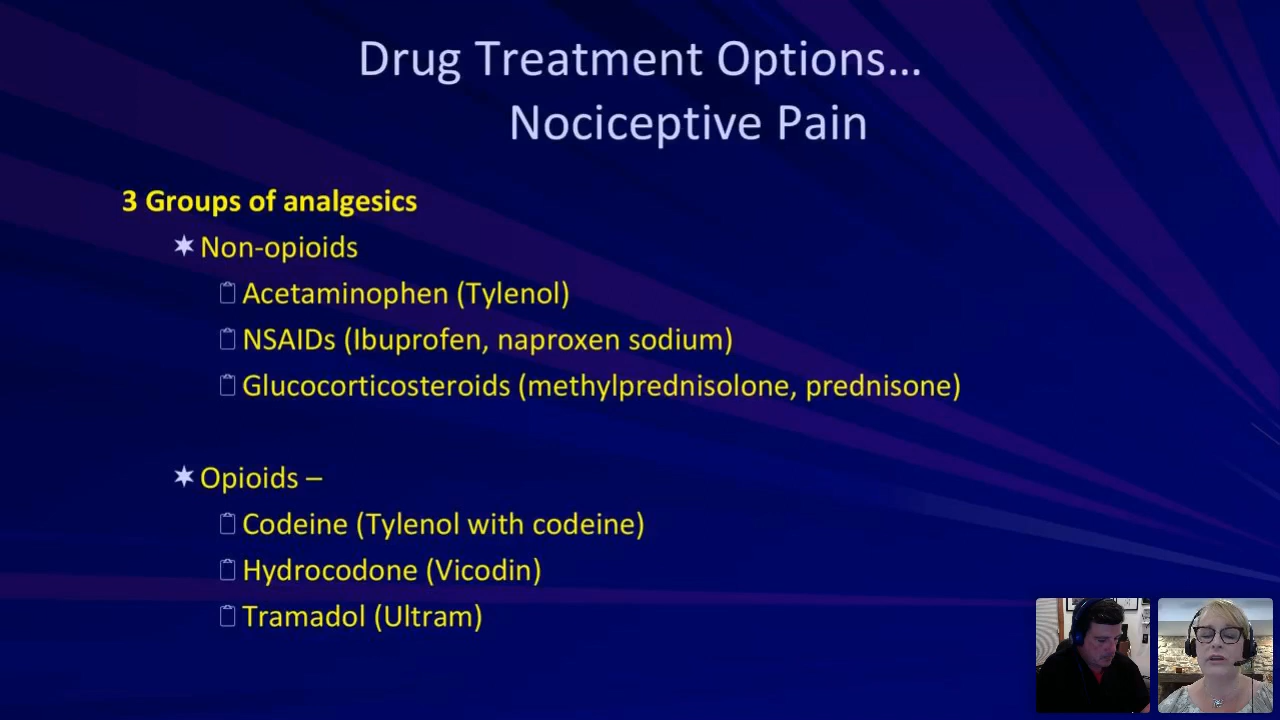 Drug Treatment Options…
Nociceptive Pain
3 Groups of analgesics
Non-opioids
Acetaminophen (Tylenol)
NSAIDs (Ibuprofen, naproxen sodium)
Glucocorticosteroids (methylprednisolone, prednisone)
Opioids –
Codeine (Tylenol with codeine)
Hydrocodone (Vicodin)
Tramadol (Ultram)